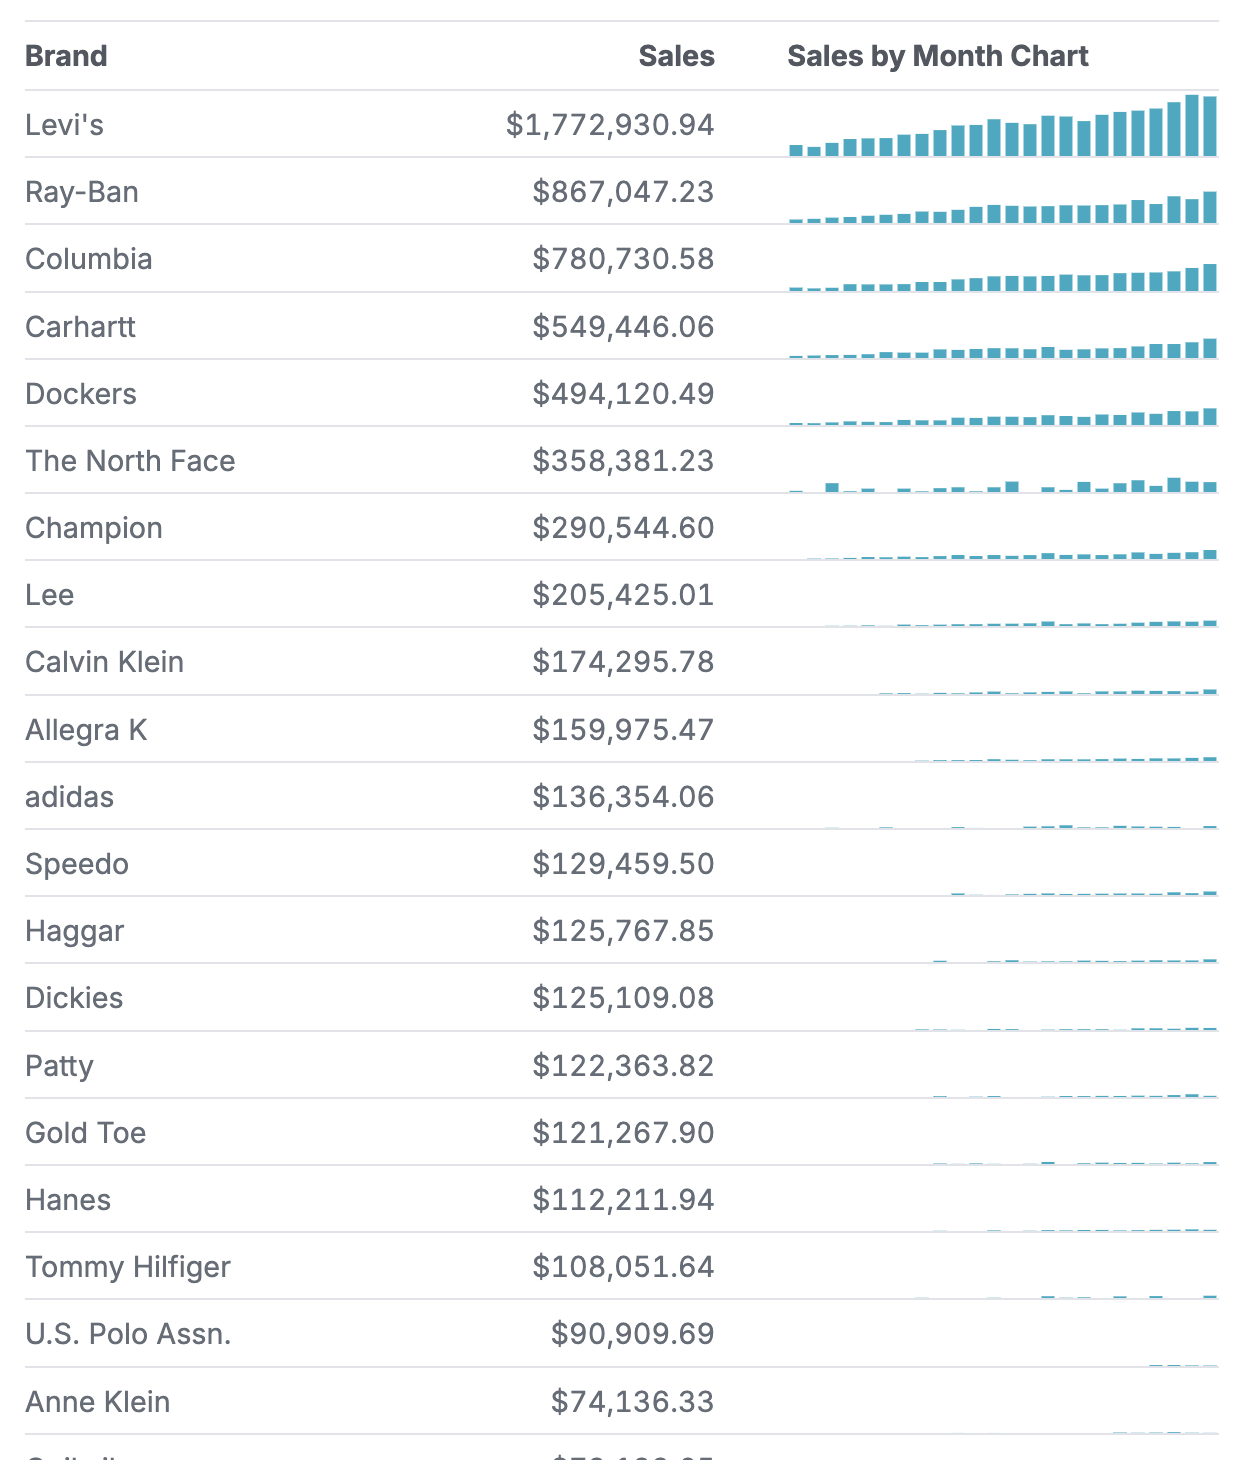 Brand Sales Sales by Month Chart
Levi's $1,772,930.94
Ray-Ban $867,047.23
Columbia $780,730.58
Carhartt $549,446.06
Dockers $494,120.49
The North Face $358,381.23
Champion $290,544.60
Lee $205,425.01
Calvin Klein $174,295.78
Allegra K $159,975.47
adidas $136,354.06
Speedo $129,459.50
Haggar $125,767.85
Dickies $125,109.08
Patty $122,363.82
Gold Toe $121,267.90
Hanes $112,211.94
Tommy Hilfiger $108,051.64
U.S. Polo Assn. $90,909.69
Anne Klein $74,136.33